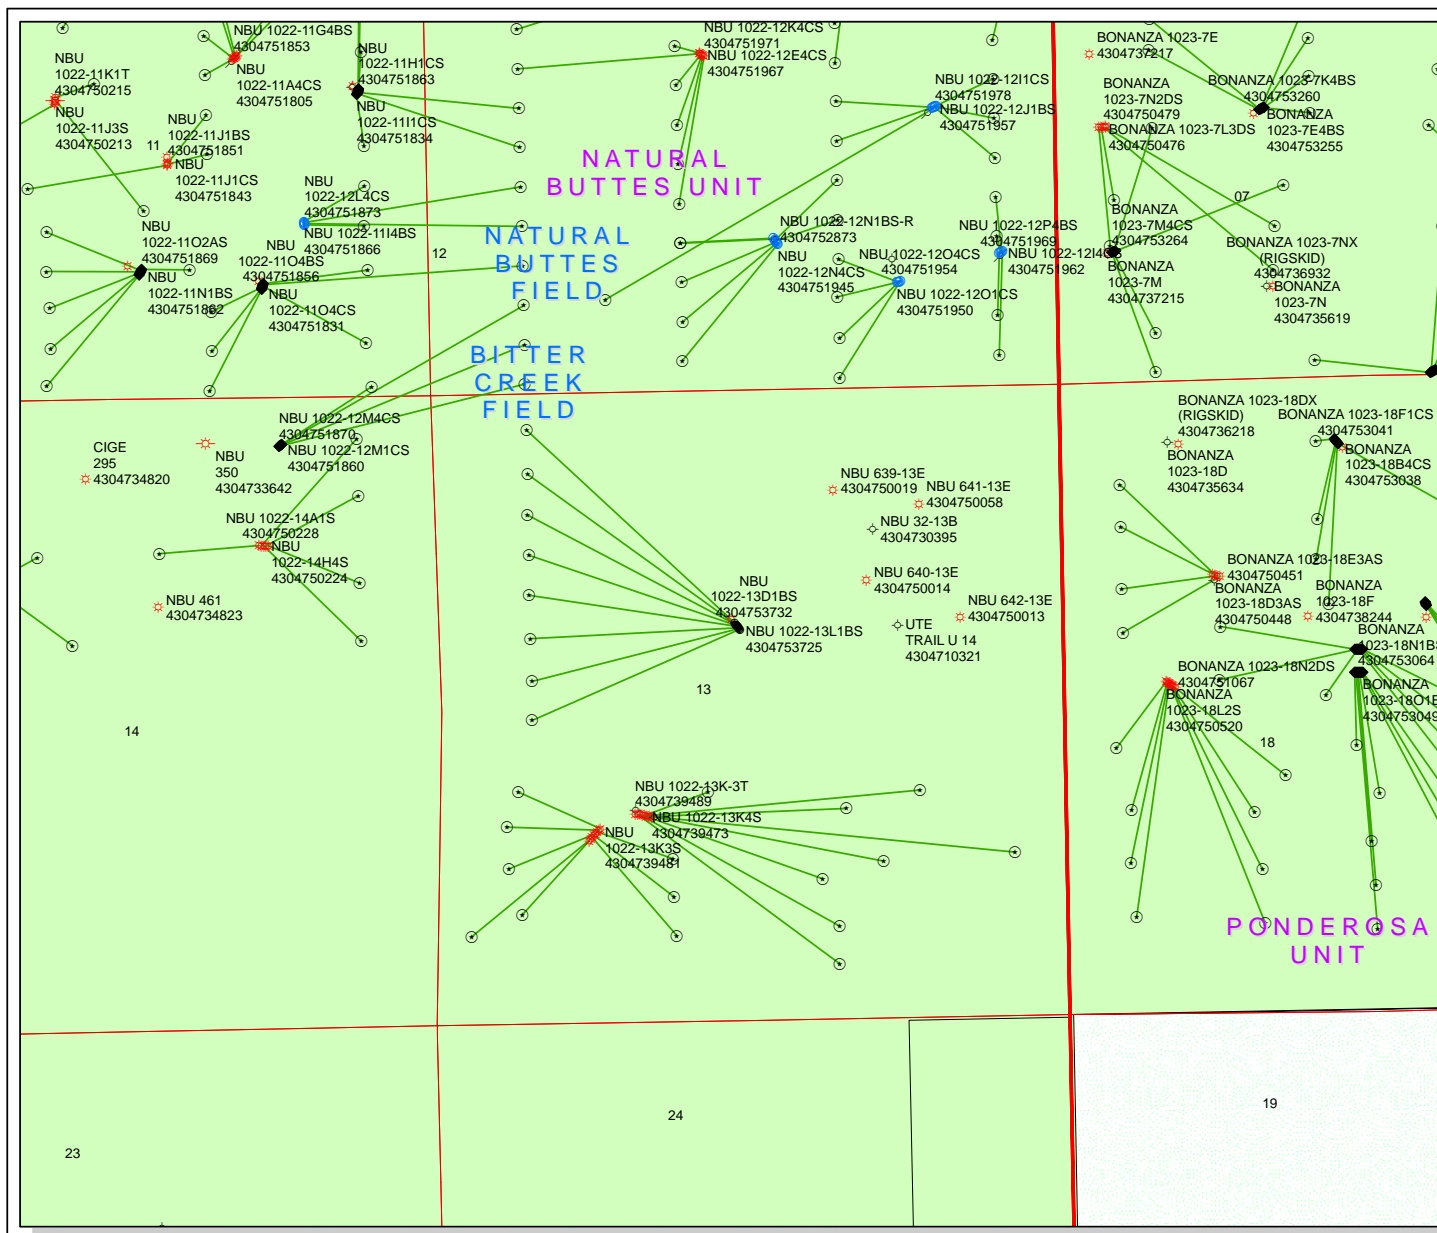 NBU 1022-11G4BS
4304751853
NBU
1022-11A4CS
4304751805
NBU
1022-11H1CS
4304751863
NBU
1022-11I1CS
4304751834
NBU
1022-11K1T
4304750215
NBU
1022-11J3S
4304750213
11
NBU
1022-11J1BS
4304751851
NBU
1022-11J1CS
4304751843
NBU
1022-12L4CS
4304751873
NBU 1022-11I4BS
4304751866
NBU
1022-11O2AS
4304751869
NBU
1022-11N1BS
4304751862
NBU
1022-11O4BS
4304751856
NBU
1022-11O4CS
4304751831
12
NBU 1022-12K4CS
4304751971
NBU 1022-12E4CS
4304751967
NATURAL
BUTTES UNIT
NATURAL
BUTTES
FIELD
BITTER
CREEK
FIELD
NBU 1022-12I1CS
4304751978
NBU 1022-12J1BS
4304751957
NBU 1022-12N1BS-R
4304752873
NBU
1022-12N4CS
4304751945
NBU 1022-12O4CS
4304751954
NBU 1022-12O1CS
4304751950
NBU 1022-12P4BS
4304751969
NBU 1022-12I4CS
4304751962
BONANZA 1023-7E
4304737217
BONANZA
1023-7N2DS
4304750479
BONANZA 1023-7L3DS
4304750476
BONANZA 1023-7K4BS
4304753260
BONANZA
1023-7E4BS
4304753255
07
BONANZA
1023-7M4CS
4304753264
BONANZA
1023-7M
4304737215
BONANZA 1023-7NX
(RIGSKID)
4304736932
BONANZA
1023-7N
4304735619
NBU 1022-12M4CS
4304751870
NBU 1022-12M1CS
4304751860
CIGE
295
4304734820
NBU
350
4304733642
NBU 1022-14A1S
4304750228
NBU
1022-14H4S
4304750224
NBU 461
4304734823
14
NBU 639-13E
4304750019
NBU 641-13E
4304750058
NBU 32-13B
4304730395
NBU 640-13E
4304750014
NBU 642-13E
4304750013
UTE
TRAIL U 14
4304710321
NBU
1022-13D1BS
4304753732
NBU 1022-13L1BS
4304753725
13
NBU 1022-13K-3T
4304739489
NBU 1022-13K4S
4304739473
NBU
1022-13K3S
4304739481
BONANZA 1023-18DX
(RIGSKID)
4304736218
BONANZA
1023-18D
4304735634
BONANZA 1023-18F1CS
4304753041
BONANZA
1023-18B4CS
4304753038
BONANZA 1023-18E3AS
4304750451
BONANZA
1023-18D3AS
4304750448
BONANZA
1023-18F
4304738244
BONANZA
1023-18N1BS
4304753064
BONANZA 1023-18N2DS
4304751067
BONANZA
1023-18L2S
4304750520
BONANZA
1023-18O1B
4304753049
18
PONDEROSA
UNIT
24
19
23